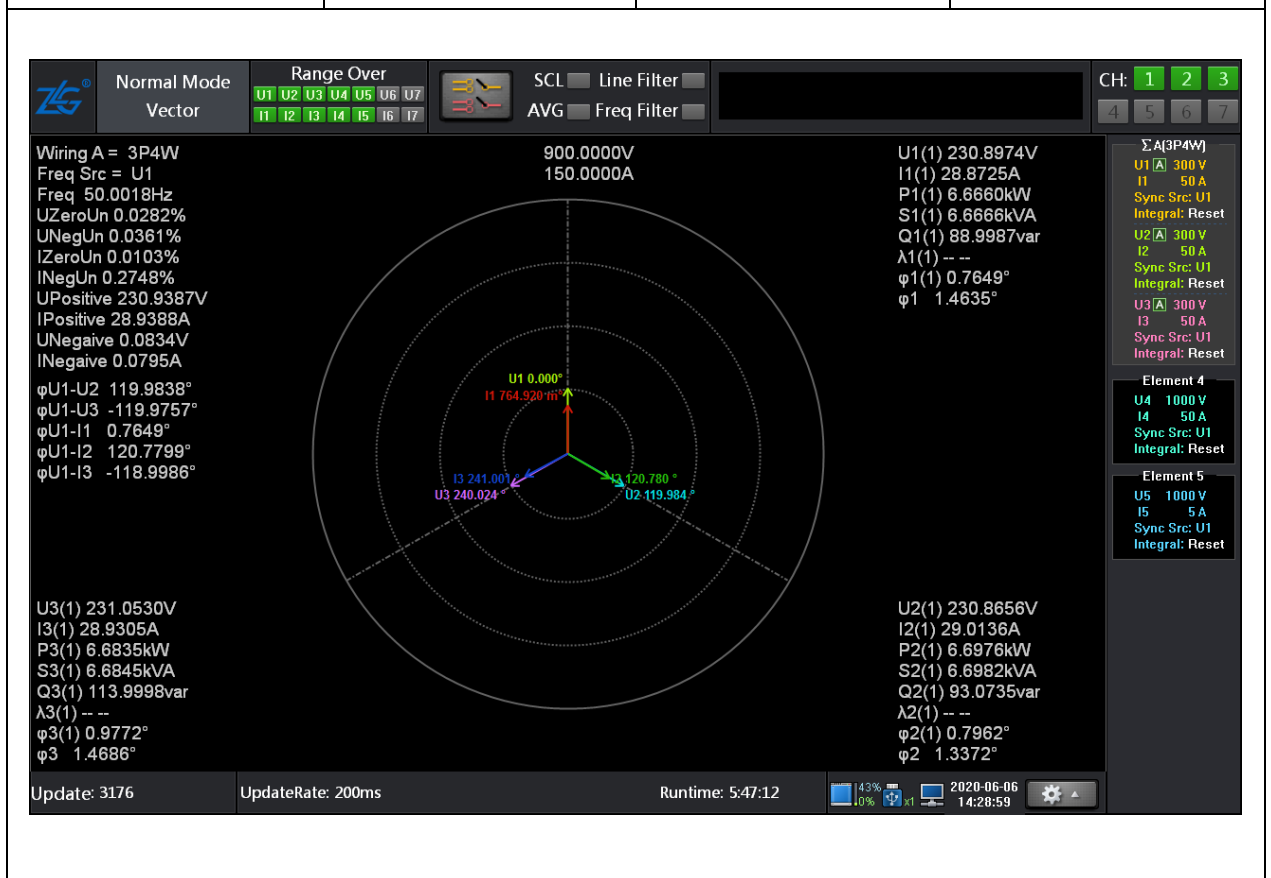 ZLG®
Normal Mode
Vector
Range Over
U1 U2 U3 U4 U5 U6 U7
I1 I2 I3 I4 I5 I6 I7
SCL Line Filter
AVG Freq Filter
CH: 1 2 3
4 5 6 7
Wiring A = 3P4W
Freq Src = U1
Freq 50.0018Hz
UZeroUn 0.0282%
UNegUn 0.0361%
IZeroUn 0.0103%
INegUn 0.2748%
UPositive 230.9387V
IPositive 28.9388A
UNegaive 0.0834V
INegaive 0.0795A
φU1-U2 119.9838°
φU1-U3 -119.9757°
φU1-I1 0.7649°
φU1-I2 120.7799°
φU1-I3 -118.9986°
900.0000V
150.0000A
U1 0.000°
I1 764.920 m°
I3 241.001 °
U3 240.024 °
I2 120.780 °
U2 119.984 °
U1(1) 230.8974V
I1(1) 28.8725A
P1(1) 6.6660kW
S1(1) 6.6666kVA
Q1(1) 88.9987var
λ1(1) -- --
φ1(1) 0.7649°
φ1 1.4635°
U3(1) 231.0530V
I3(1) 28.9305A
P3(1) 6.6835kW
S3(1) 6.6845kVA
Q3(1) 113.9998var
λ3(1) -- --
φ3(1) 0.9772°
φ3 1.4686°
U2(1) 230.8656V
I2(1) 29.0136A
P2(1) 6.6976kW
S2(1) 6.6982kVA
Q2(1) 93.0735var
λ2(1) -- --
φ2(1) 0.7962°
φ2 1.3372°
ΣA(3P4W)
U1 A 300 V
I1 50 A
Sync Src: U1
Integral: Reset
U2 A 300 V
I2 50 A
Sync Src: U1
Integral: Reset
U3 A 300 V
I3 50 A
Sync Src: U1
Integral: Reset
Element 4
U4 1000 V
I4 50 A
Sync Src: U1
Integral: Reset
Element 5
U5 1000 V
I5 5 A
Sync Src: U1
Integral: Reset
Update: 3176
UpdateRate: 200ms
Runtime: 5:47:12
43%
0%
x1
2020-06-06
14:28:59